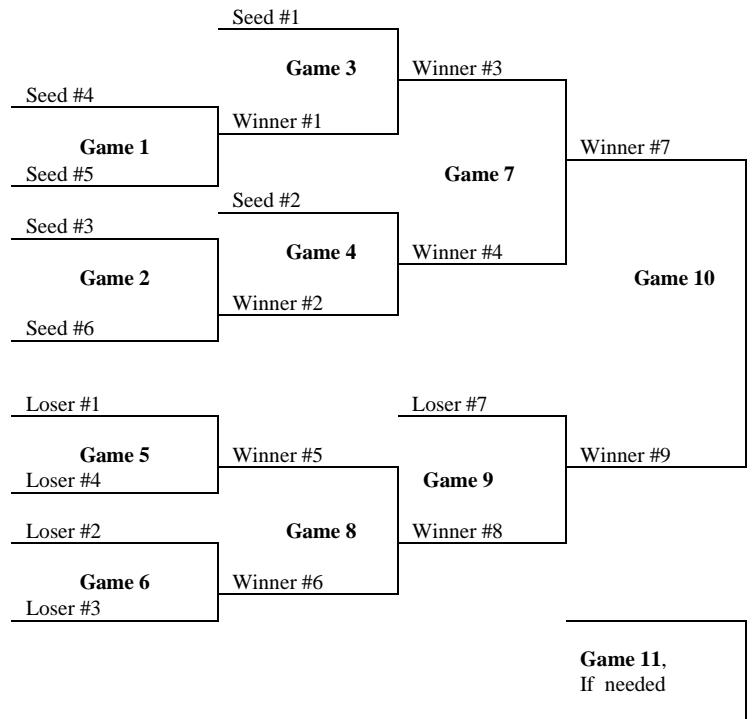 Seed #1
Game 3
Winner #3
Seed #4
Winner #1
Game 1
Winner #7
Seed #5
Game 7
Seed #2
Seed #3
Game 4
Winner #4
Game 2
Game 10
Winner #2
Seed #6
Loser #1
Loser #7
Game 5
Winner #5
Winner #9
Loser #4
Game 9
Loser #2
Game 8
Winner #8
Game 6
Winner #6
Loser #3
Game 11,
If needed